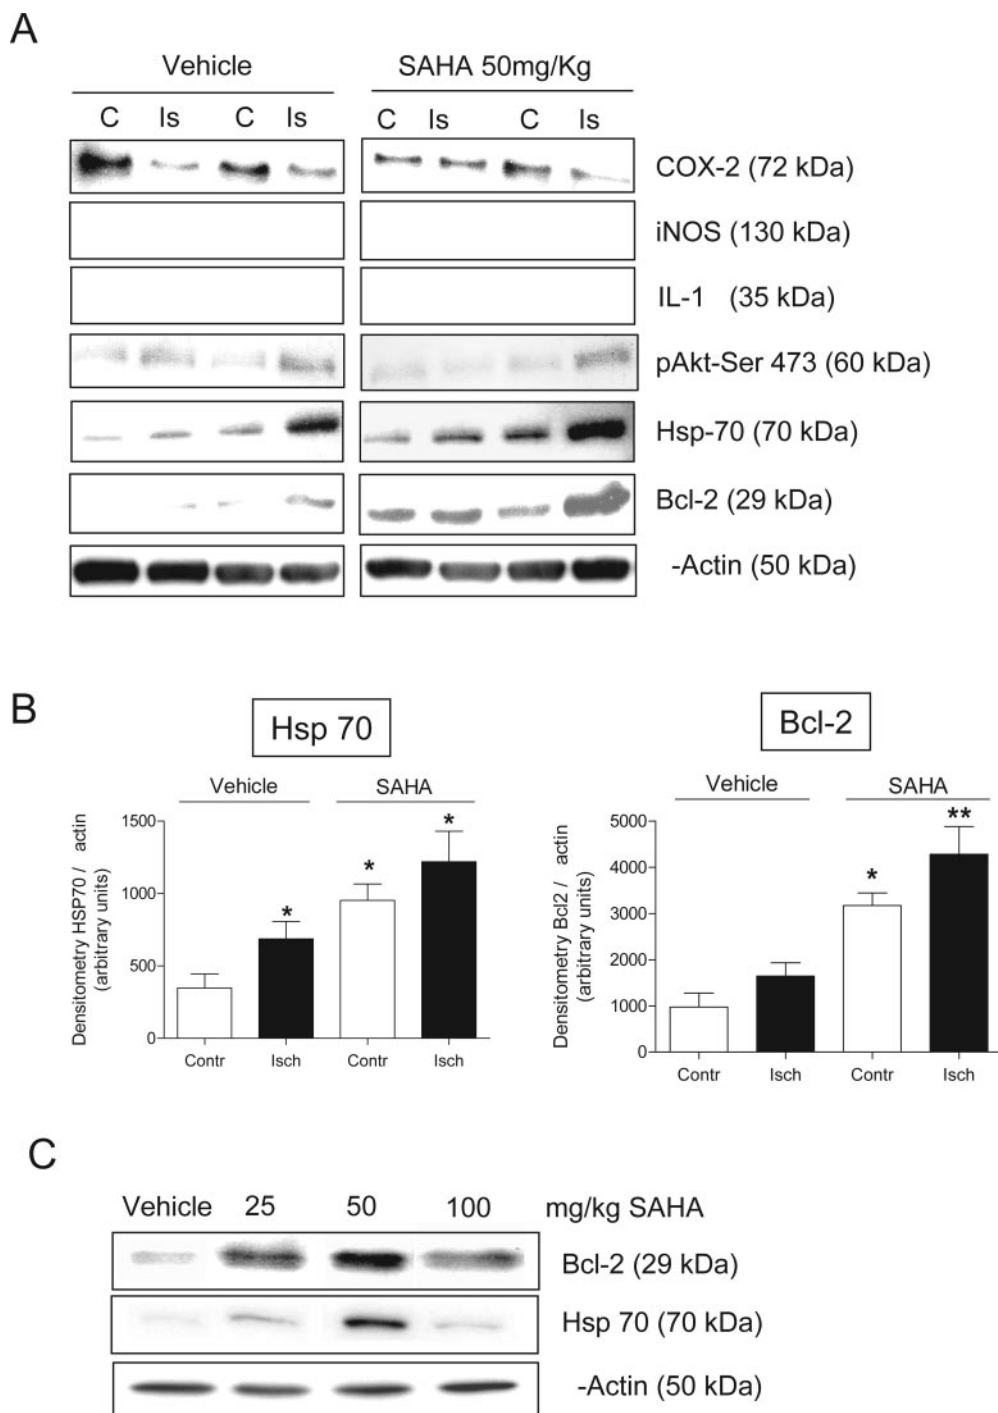 A
Vehicle SAHA 50mg/Kg
C Is C Is C Is C Is
COX-2 (72 kDa)
iNOS (130 kDa)
IL-1 (35 kDa)
pAkt-Ser 473 (60 kDa)
Hsp-70 (70 kDa)
Bcl-2 (29 kDa)
-Actin (50 kDa)
B
Hsp 70
Vehicle SAHA
Densitometry HSP70 / actin
(arbitrary units)
1500
1000
500
0
* * *
Contr Isch Contr Isch
Bcl-2
Vehicle SAHA
Densitometry Bcl2 / actin
(arbitrary units)
5000
4000
3000
2000
1000
0
* **
Contr Isch Contr Isch
C
Vehicle 25 50 100 mg/kg SAHA
Bcl-2 (29 kDa)
Hsp 70 (70 kDa)
-Actin (50 kDa)